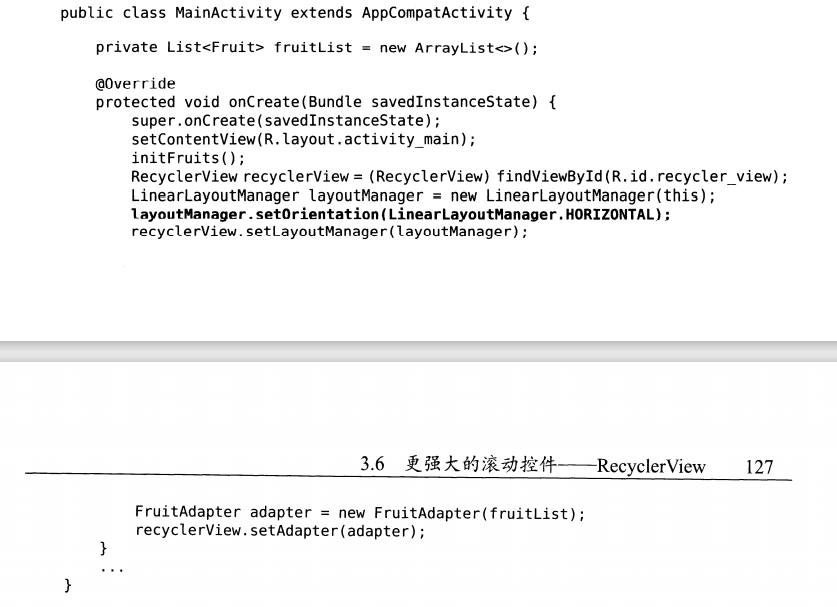 public class MainActivity extends AppCompatActivity {
private List<Fruit> fruitList = new ArrayList<>();
@Override
protected void onCreate(Bundle savedInstanceState) {
super.onCreate(savedInstanceState);
setContentView(R.layout.activity_main);
initFruits();
RecyclerView recyclerView = (RecyclerView) findViewById(R.id.recycler_view);
LinearLayoutManager layoutManager = new LinearLayoutManager(this);
layoutManager.setOrientation(LinearLayoutManager.HORIZONTAL);
recyclerView.setLayoutManager(layoutManager);
3.6 更强大的滚动控件——RecyclerView 127
FruitAdapter adapter = new FruitAdapter(fruitList);
recyclerView.setAdapter(adapter);
}
...
}